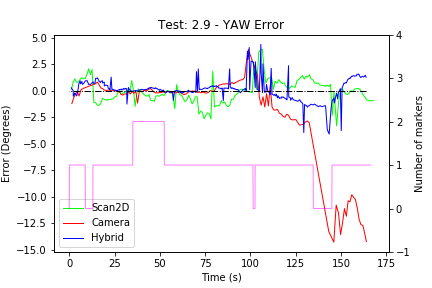 Test: 2.9 - YAW Error
Error (Degrees)
5.0
2.5
0.0
−2.5
−5.0
−7.5
−10.0
−12.5
−15.0
4
3
2
1
0
−1
Number of markers
Scan2D
Camera
Hybrid
0 25 50 75 100 125 150 175
Time (s)